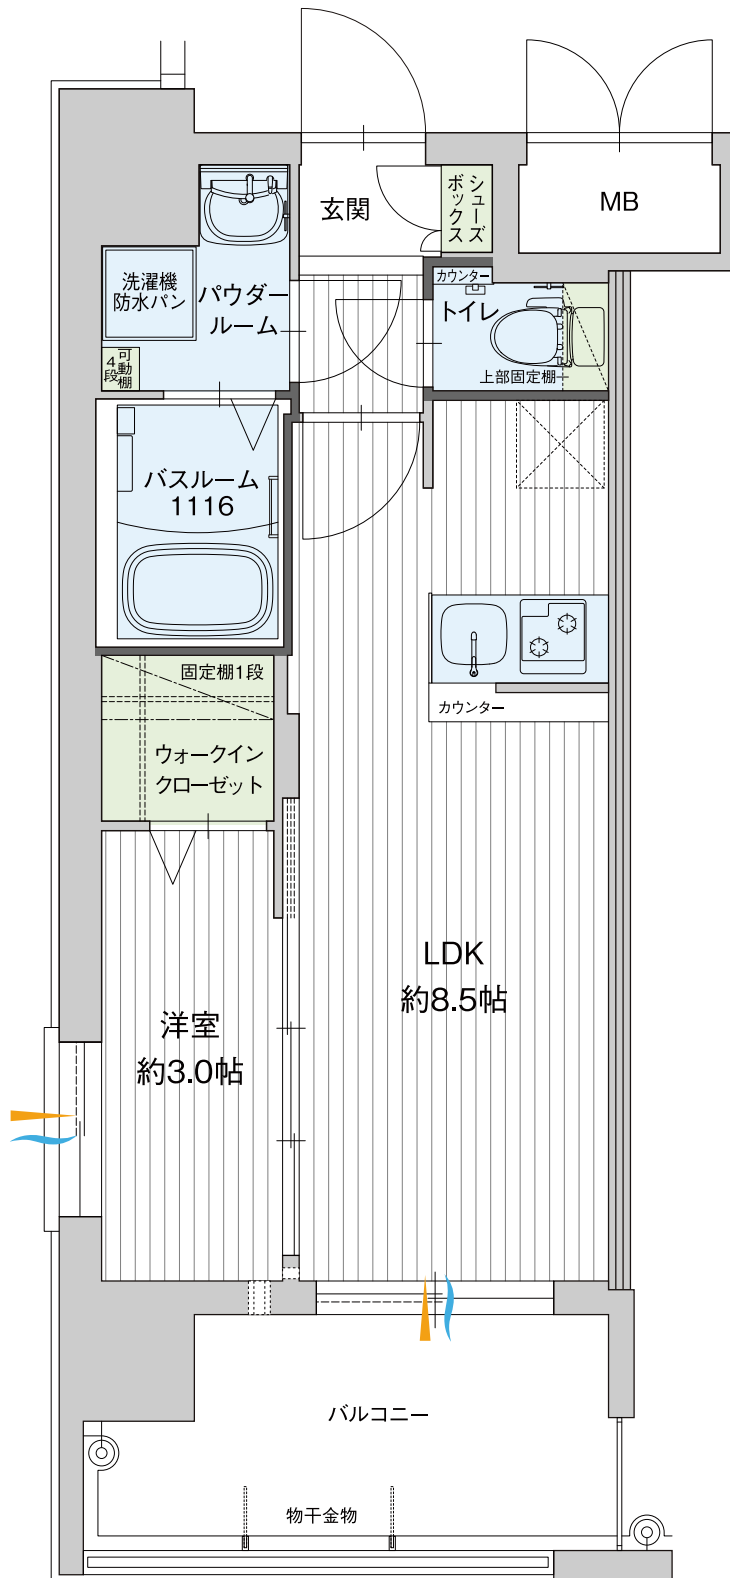 玄関
シューズ
ボックス
MB
洗濯機
防水パン
パウダー
ルーム
カウンター
トイレ
上部固定棚
可動棚
4段
バスルーム
1116
固定棚1段
カウンター
ウォークイン
クローゼット
LDK
約8.5帖
洋室
約3.0帖
バルコニー
物干金物